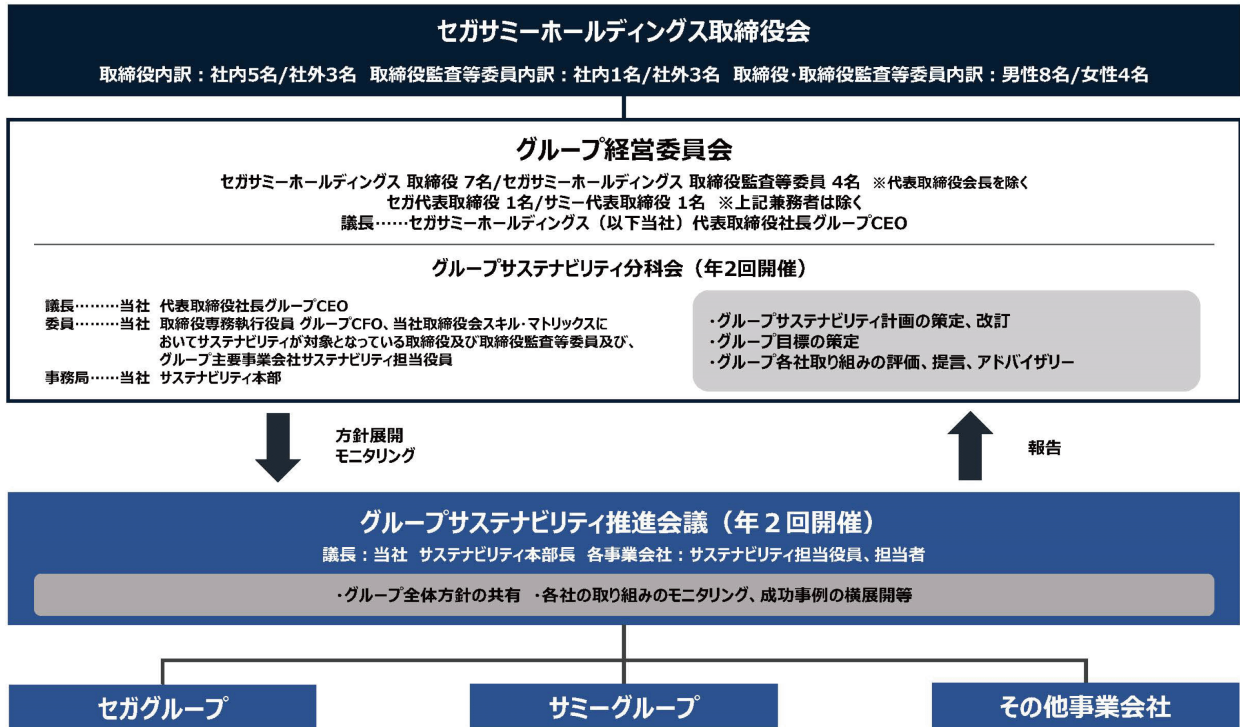 セガサミーホールディングス取締役会
取締役内訳：社内5名/社外3名 取締役監査等委員内訳：社内1名/社外3名 取締役・取締役監査等委員内訳：男性8名/女性4名
グループ経営委員会
セガサミーホールディングス 取締役 7名/セガサミーホールディングス 取締役監査等委員 4名 ※代表取締役会長を除く
セガ代表取締役 1名/サミー代表取締役 1名 ※上記兼務者は除く
議長……セガサミーホールディングス（以下当社）代表取締役社長グループCEO
グループサステナビリティ分科会（年2回開催）
議長………当社 代表取締役社長グループCEO
委員………当社 取締役専務執行役員 グループCFO、当社取締役会スキル・マトリックスに
おいてサステナビリティが対象となっている取締役及び取締役監査等委員及び、
グループ主要事業会社サステナビリティ担当役員
事務局……当社 サステナビリティ本部
・グループサステナビリティ計画の策定、改訂
・グループ目標の策定
・グループ各社取り組みの評価、提言、アドバイザリー
方針展開
モニタリング
報告
グループサステナビリティ推進会議（年２回開催）
議長：当社 サステナビリティ本部長 各事業会社：サステナビリティ担当役員、担当者
・グループ全体方針の共有 ・各社の取り組みのモニタリング、成功事例の横展開等
セガグループ
サミーグループ
その他事業会社